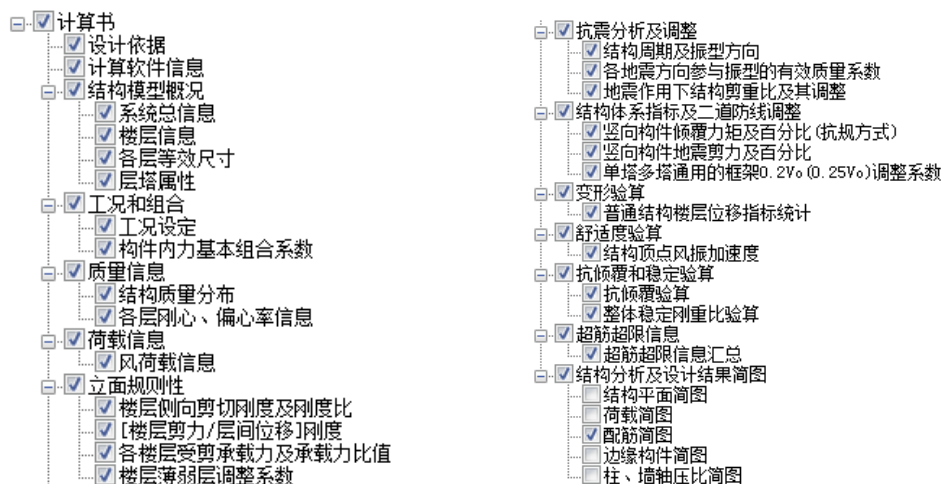 计算书
设计依据
计算软件信息
结构模型概况
系统总信息
楼层信息
各层等效尺寸
层塔属性
工况和组合
工况设定
构件内力基本组合系数
质量信息
结构质量分布
各层刚心、偏心率信息
荷载信息
风荷载信息
立面规则性
楼层侧向剪切刚度及刚度比
[楼层剪力/层间位移]刚度
各楼层受剪承载力及承载力比值
楼层薄弱层调整系数
抗震分析及调整
结构周期及振型方向
各地震方向参与振型的有效质量系数
地震作用下结构剪重比及其调整
结构体系指标及二道防线调整
竖向构件倾覆力矩及百分比(抗规方式)
竖向构件地震剪力及百分比
单塔多塔通用的框架0.2V₀(0.25V₀)调整系数
变形验算
普通结构楼层位移指标统计
舒适度验算
结构顶点风振加速度
抗倾覆和稳定验算
抗倾覆验算
整体稳定刚重比验算
超筋超限信息
超筋超限信息汇总
结构分析及设计结果简图
结构平面简图
荷载简图
配筋简图
边缘构件简图
柱、墙轴压比简图